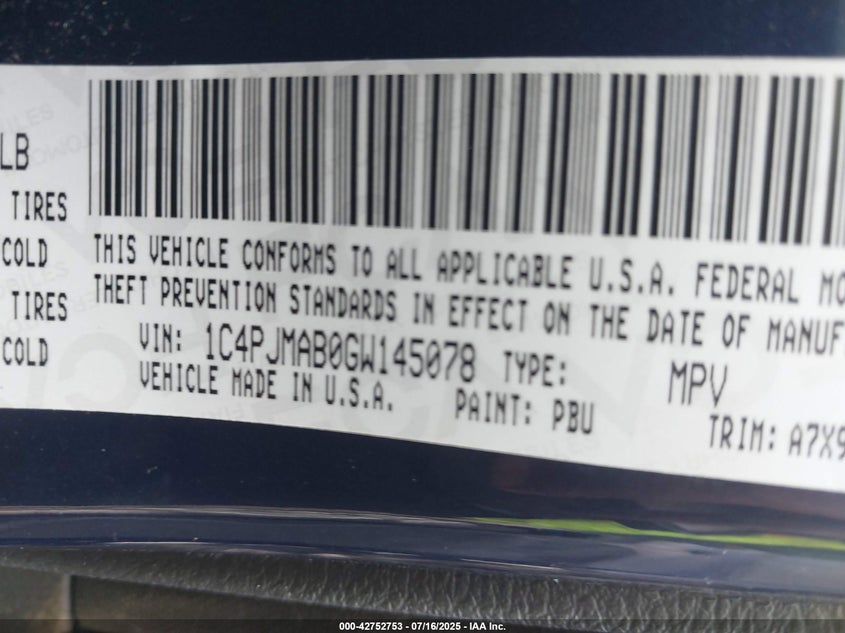 LB
TIRES
COLD
TIRES
COLD
THIS VEHICLE CONFORMS TO ALL APPLICABLE U.S.A. FEDERAL MO
THEFT PREVENTION STANDARDS IN EFFECT ON THE DATE OF MANUF
VIN: 1C4PJMAB0GW145078 TYPE: MPV
VEHICLE MADE IN U.S.A. PAINT: PBU TRIM: A7X9
000-42752753 - 07/16/2025 - IAA Inc.